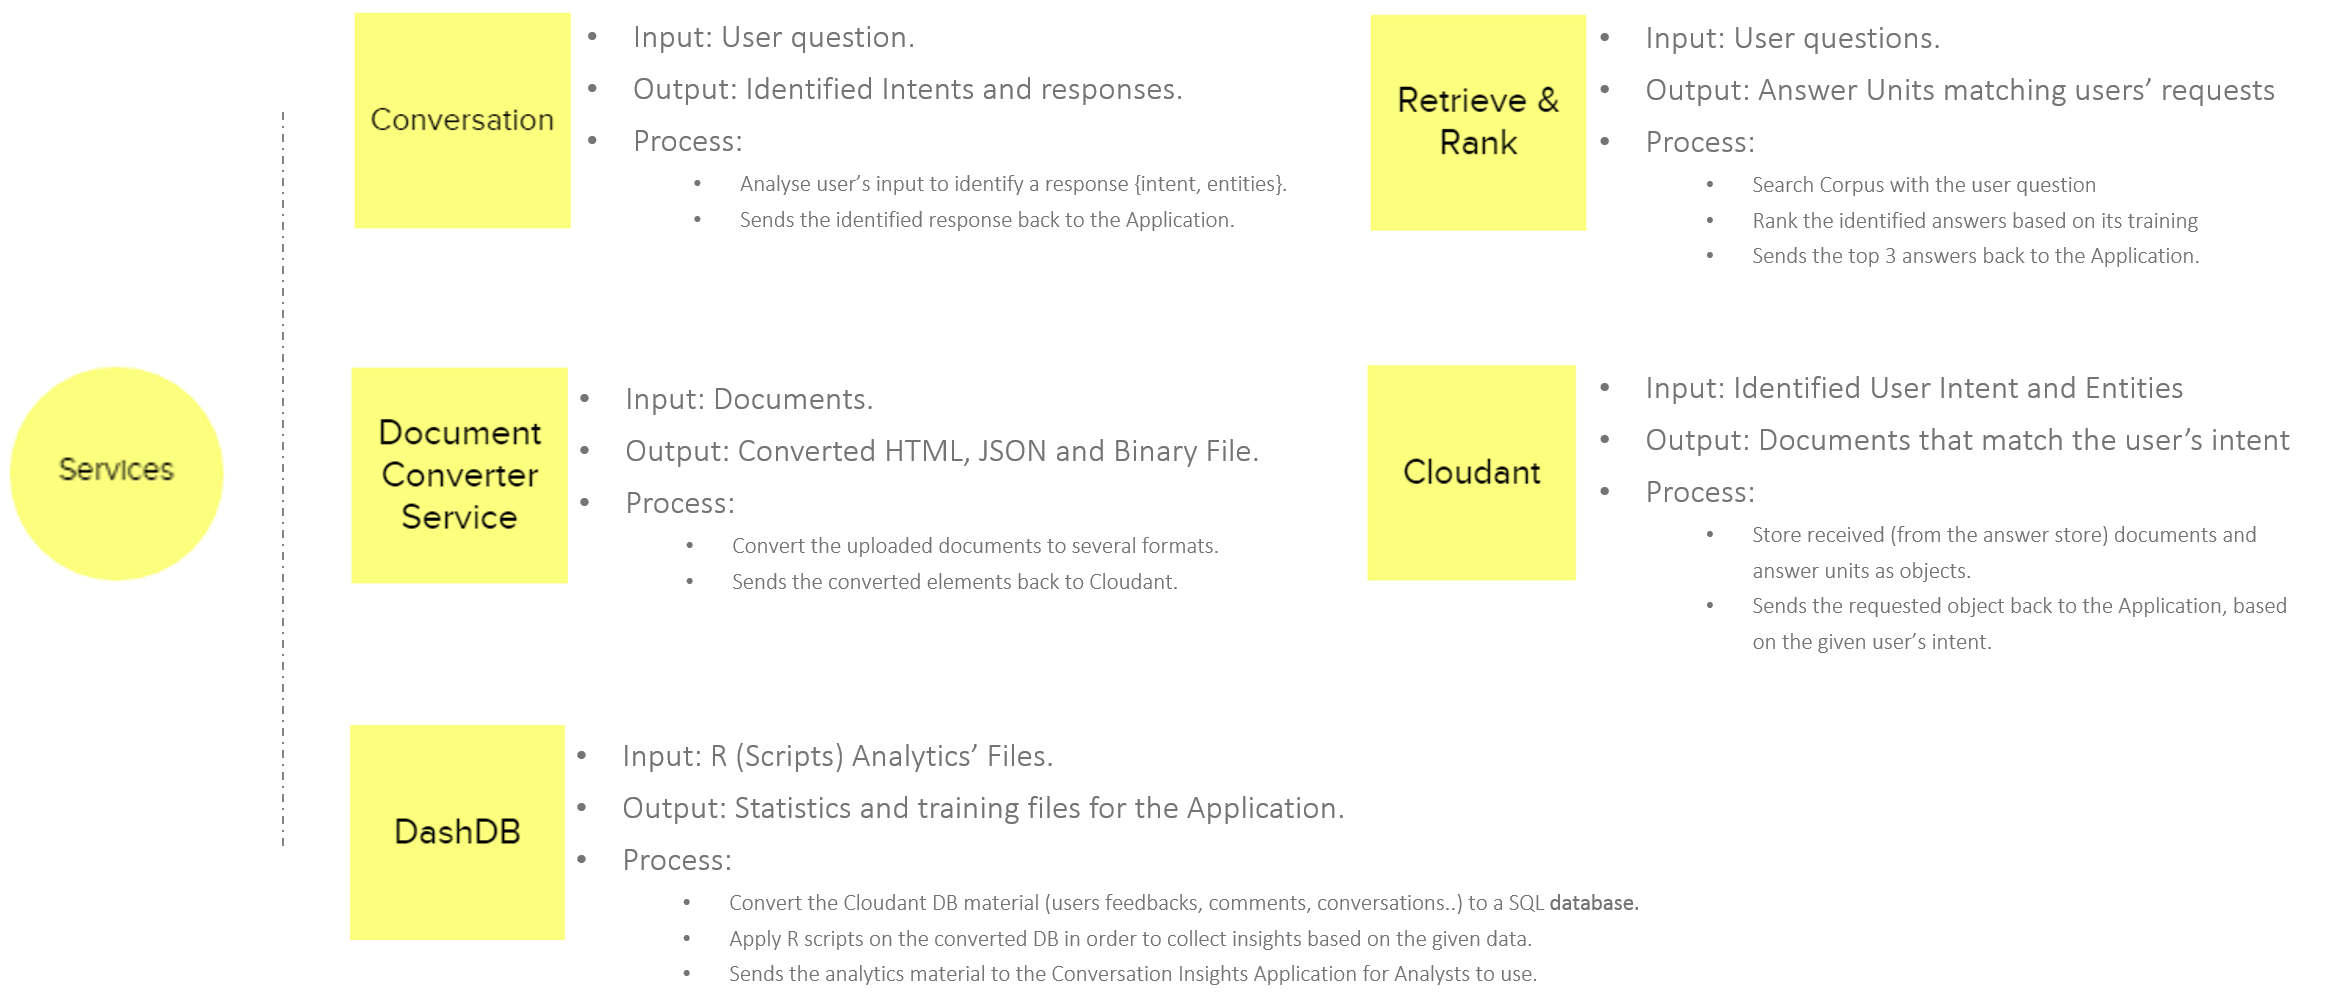 Services
Conversation
• Input: User question.
• Output: Identified Intents and responses.
• Process:
• Analyse user’s input to identify a response {intent, entities}.
• Sends the identified response back to the Application.
Retrieve &
Rank
• Input: User questions.
• Output: Answer Units matching users’ requests
• Process:
• Search Corpus with the user question
• Rank the identified answers based on its training
• Sends the top 3 answers back to the Application.
Document
Converter
Service
• Input: Documents.
• Output: Converted HTML, JSON and Binary File.
• Process:
• Convert the uploaded documents to several formats.
• Sends the converted elements back to Cloudant.
Cloudant
• Input: Identified User Intent and Entities
• Output: Documents that match the user’s intent
• Process:
• Store received (from the answer store) documents and
answer units as objects.
• Sends the requested object back to the Application, based
on the given user’s intent.
DashDB
• Input: R (Scripts) Analytics’ Files.
• Output: Statistics and training files for the Application.
• Process:
• Convert the Cloudant DB material (users feedbacks, comments, conversations..) to a SQL database.
• Apply R scripts on the converted DB in order to collect insights based on the given data.
• Sends the analytics material to the Conversation Insights Application for Analysts to use.